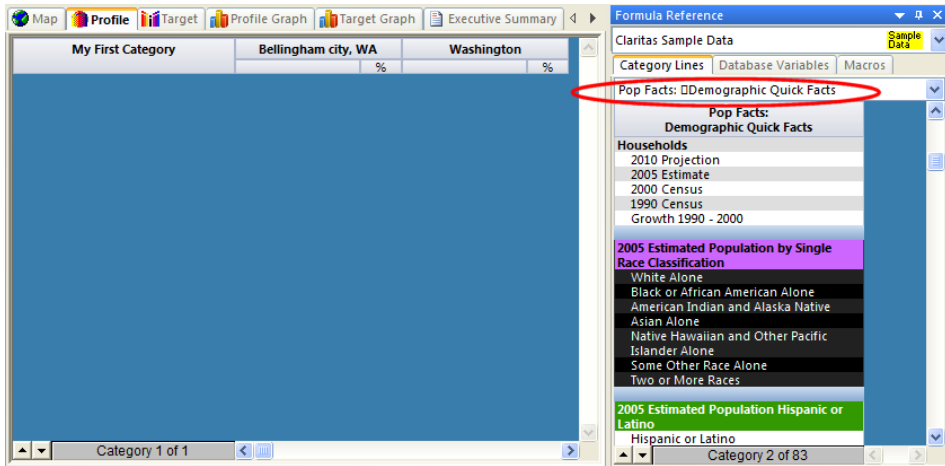 Map Profile Target Profile Graph Target Graph Executive Summary
My First Category Bellingham city, WA Washington
% %
Category 1 of 1
Formula Reference
Claritas Sample Data Sample Data
Category Lines Database Variables Macros
Pop Facts: Demographic Quick Facts
Pop Facts:
Demographic Quick Facts
Households
2010 Projection
2005 Estimate
2000 Census
1990 Census
Growth 1990 - 2000
2005 Estimated Population by Single
Race Classification
White Alone
Black or African American Alone
American Indian and Alaska Native
Asian Alone
Native Hawaiian and Other Pacific
Islander Alone
Some Other Race Alone
Two or More Races
2005 Estimated Population Hispanic or
Latino
Hispanic or Latino
Category 2 of 83